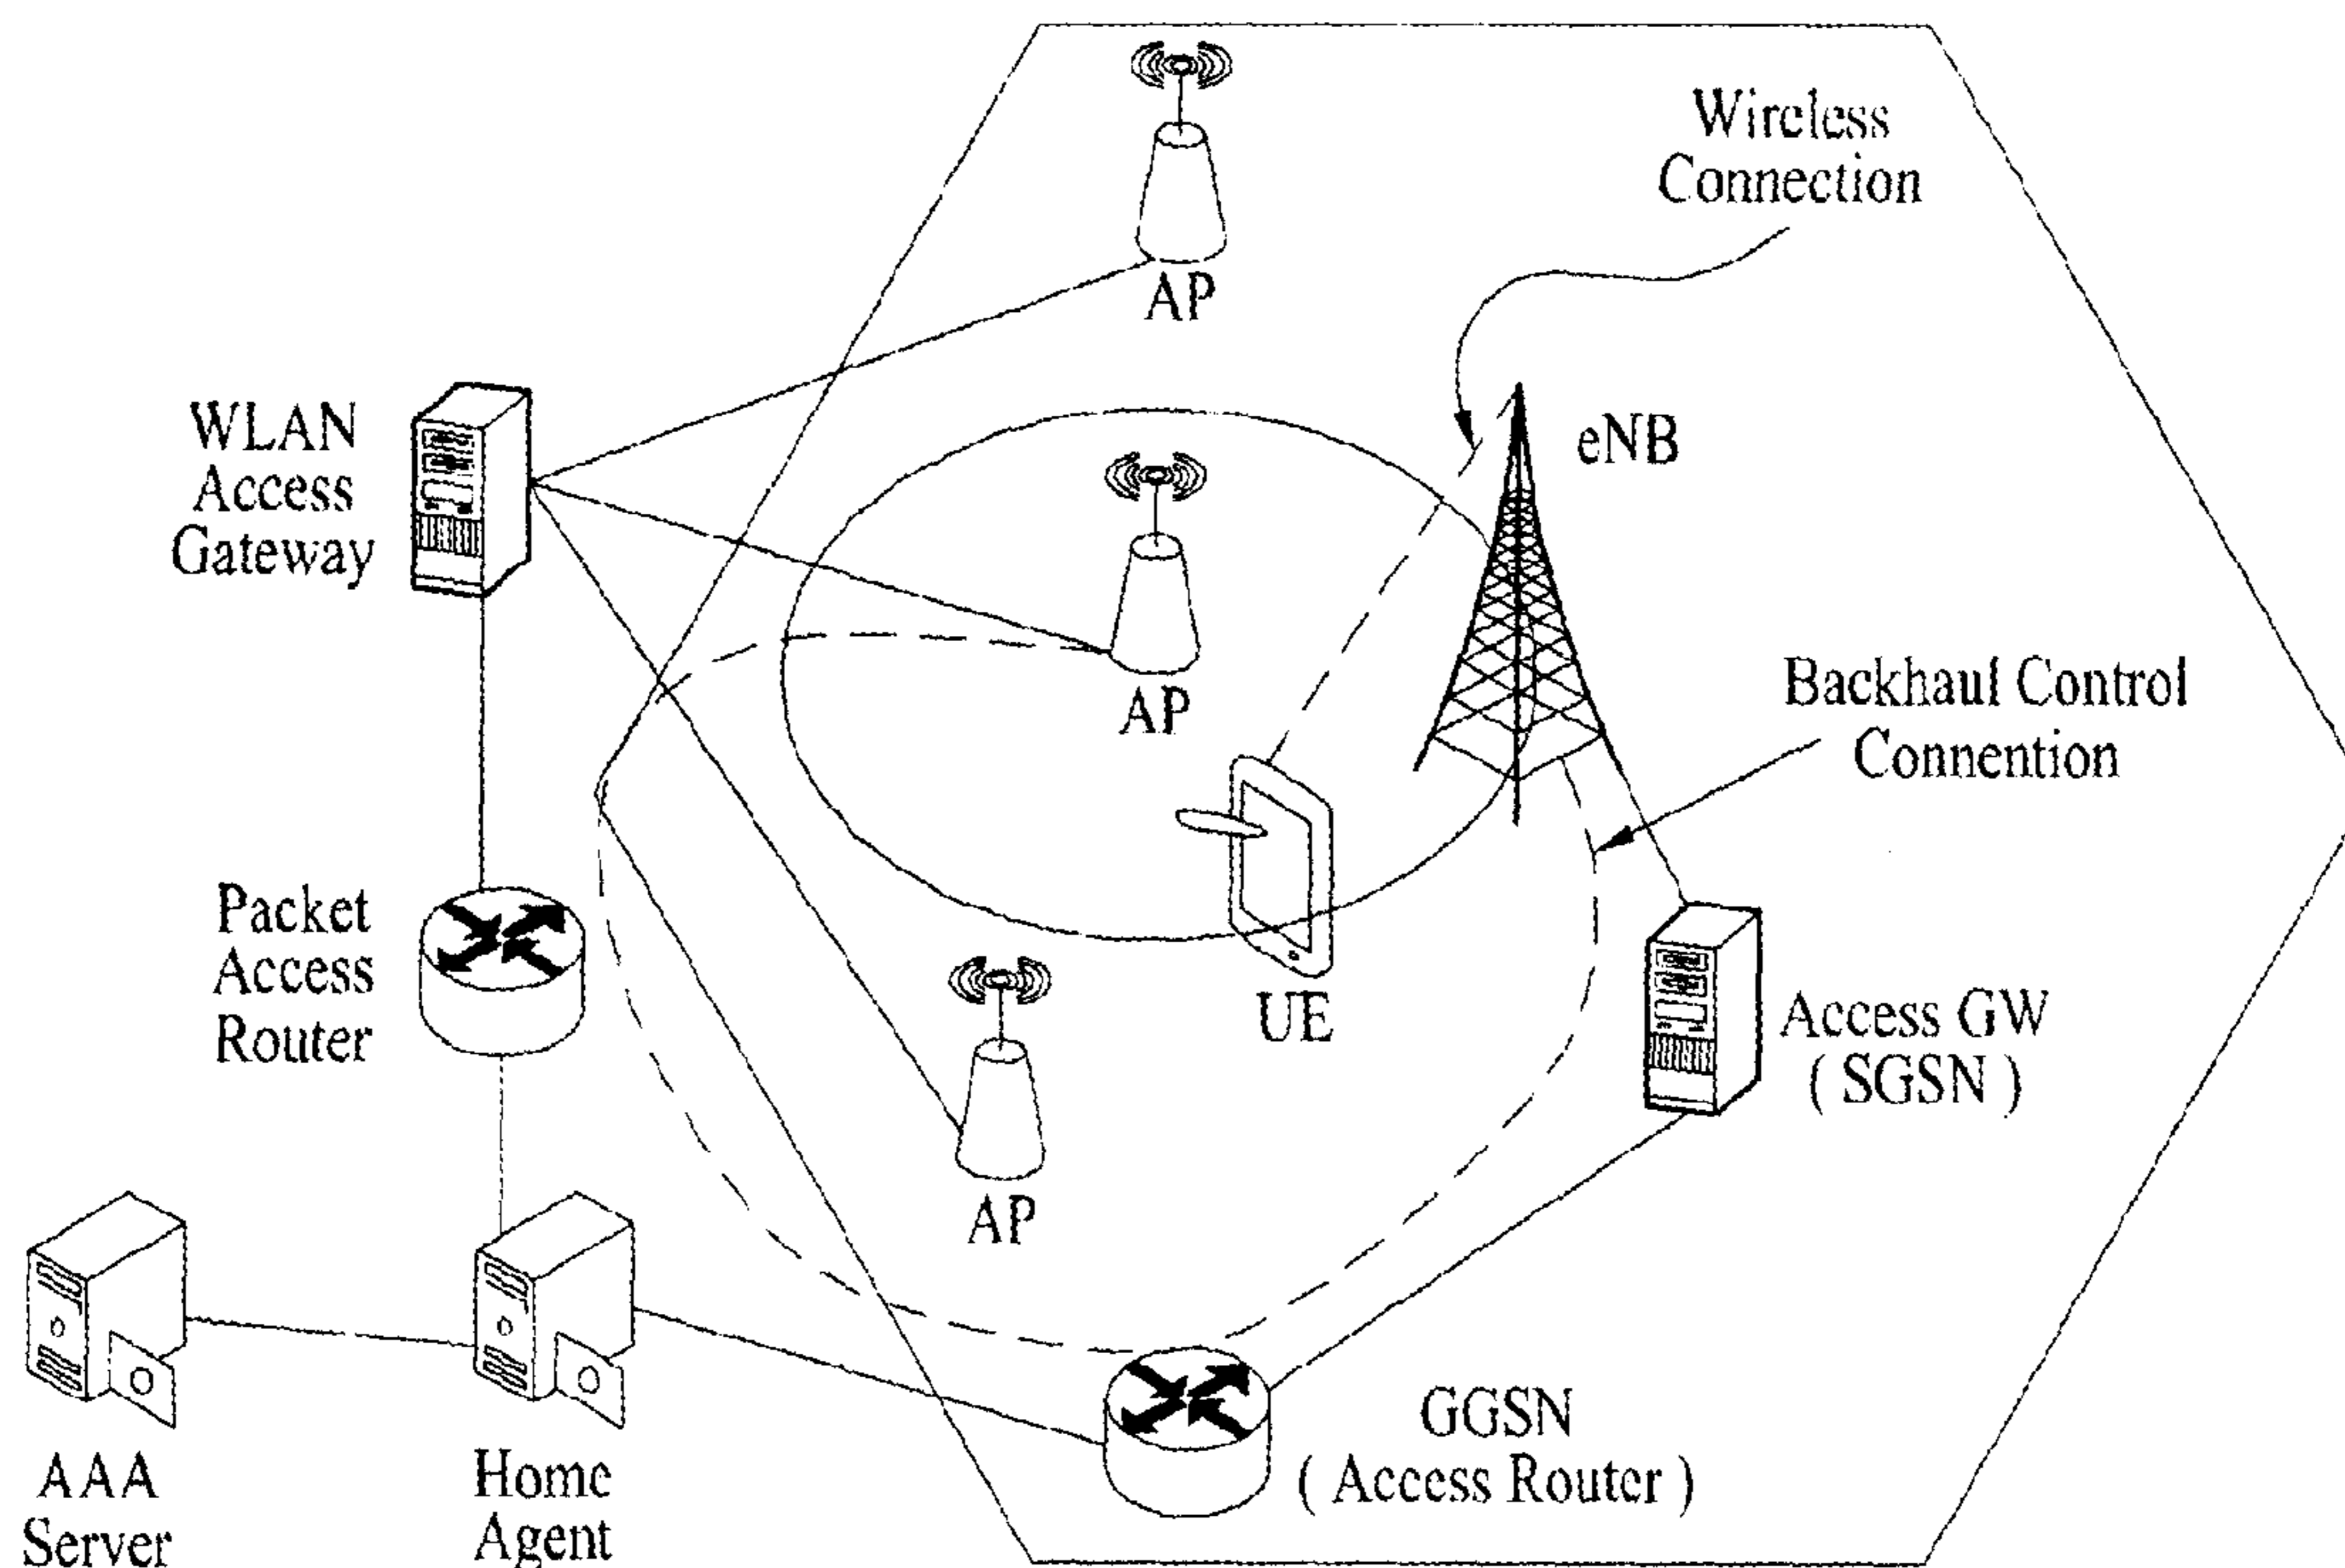 Wireless
Connection
AP
WLAN
Access
Gateway
eNB
AP
Backhaul Control
Connention
Packet
Access
Router
UE
Access GW
( SGSN )
AP
GGSN
( Access Router )
AAA
Server
Home
Agent